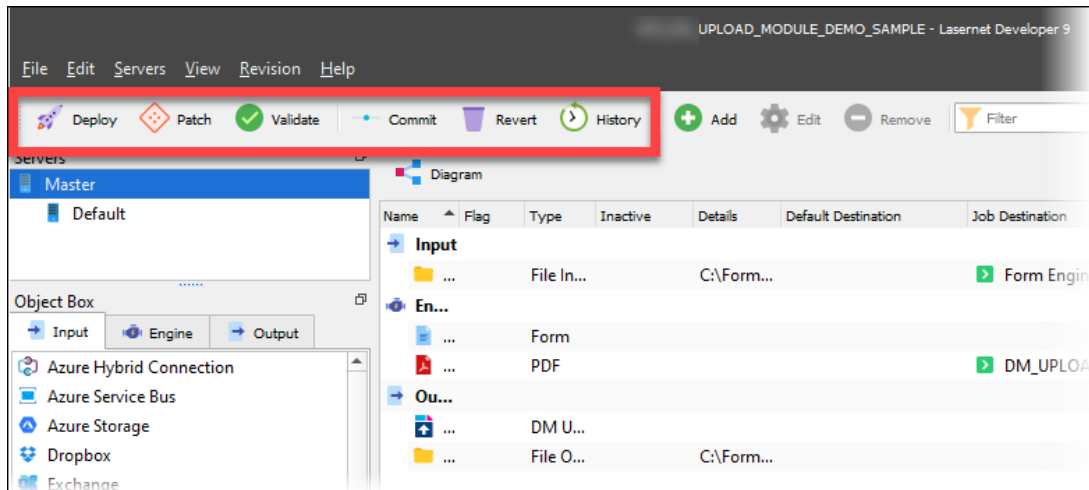 UPLOAD_MODULE_DEMO_SAMPLE - Lasernet Developer 9
File Edit Servers View Revision Help
Deploy Patch Validate Commit Revert History Add Edit Remove Filter
Servers
Master
Default
Diagram
Name Flag Type Inactive Details Default Destination Job Destination
Input
... File In... C:\Form... Form Engin
En...
... Form
... PDF DM_UPLOA
Ou...
... DM U...
... File O... C:\Form...
Object Box
Input Engine Output
Azure Hybrid Connection
Azure Service Bus
Azure Storage
Dropbox
Exchange